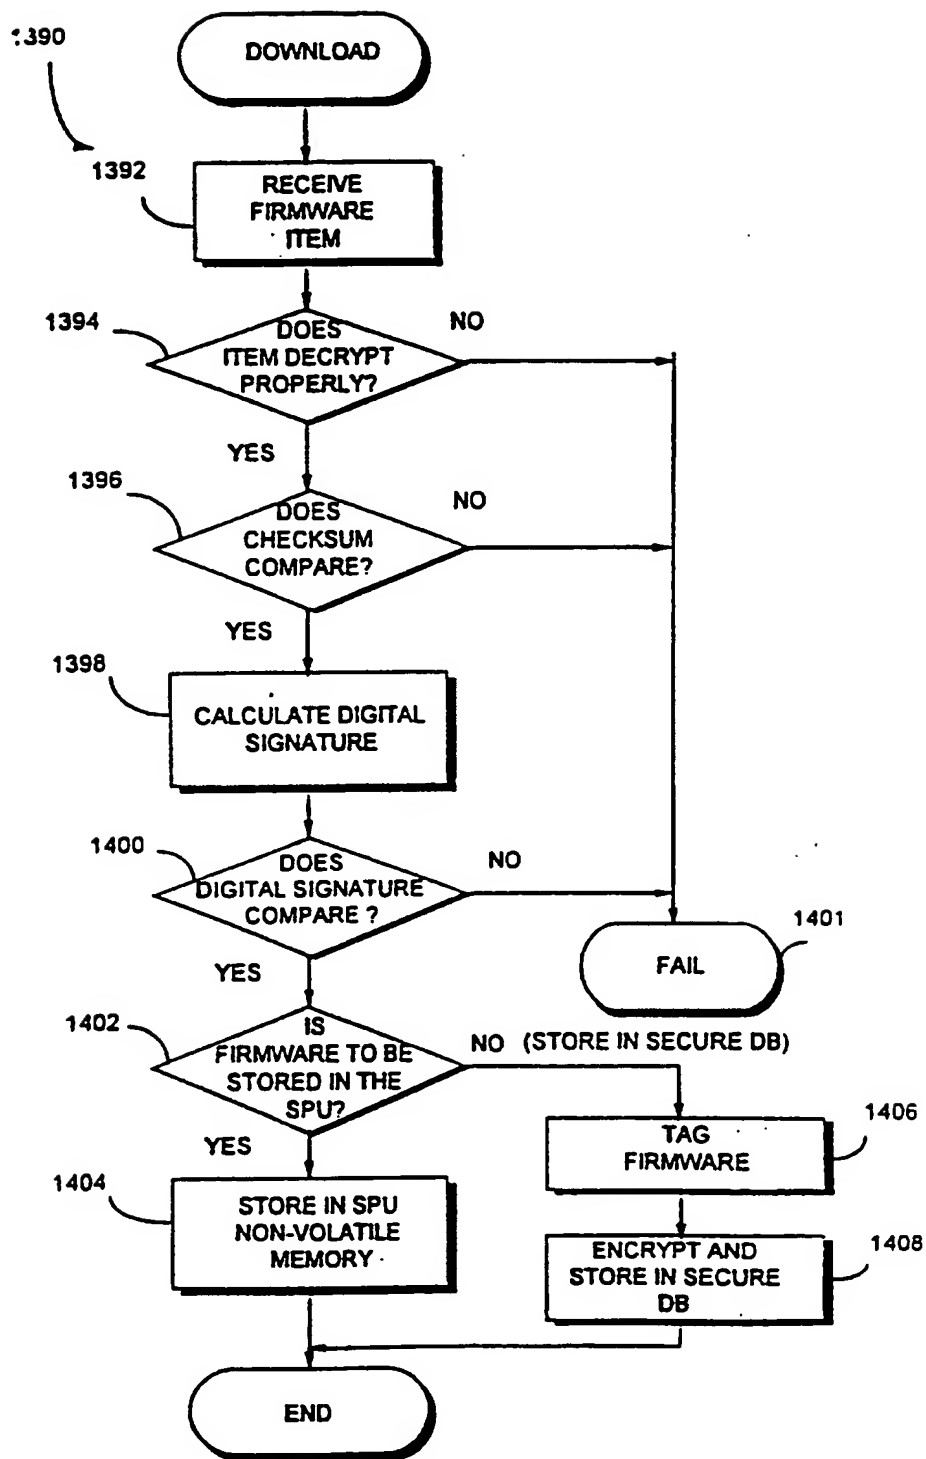 1390
DOWNLOAD
1392
RECEIVE
FIRMWARE
ITEM
1394
DOES
ITEM DECRYPT
PROPERLY?
NO
YES
1396
DOES
CHECKSUM
COMPARE?
NO
YES
1398
CALCULATE DIGITAL
SIGNATURE
1400
DOES
DIGITAL SIGNATURE
COMPARE ?
NO
YES
1401
FAIL
1402
IS
FIRMWARE TO BE
STORED IN THE
SPU?
NO (STORE IN SECURE DB)
YES
1404
STORE IN SPU
NON-VOLATILE
MEMORY
1406
TAG
FIRMWARE
1408
ENCRYPT AND
STORE IN SECURE
DB
END